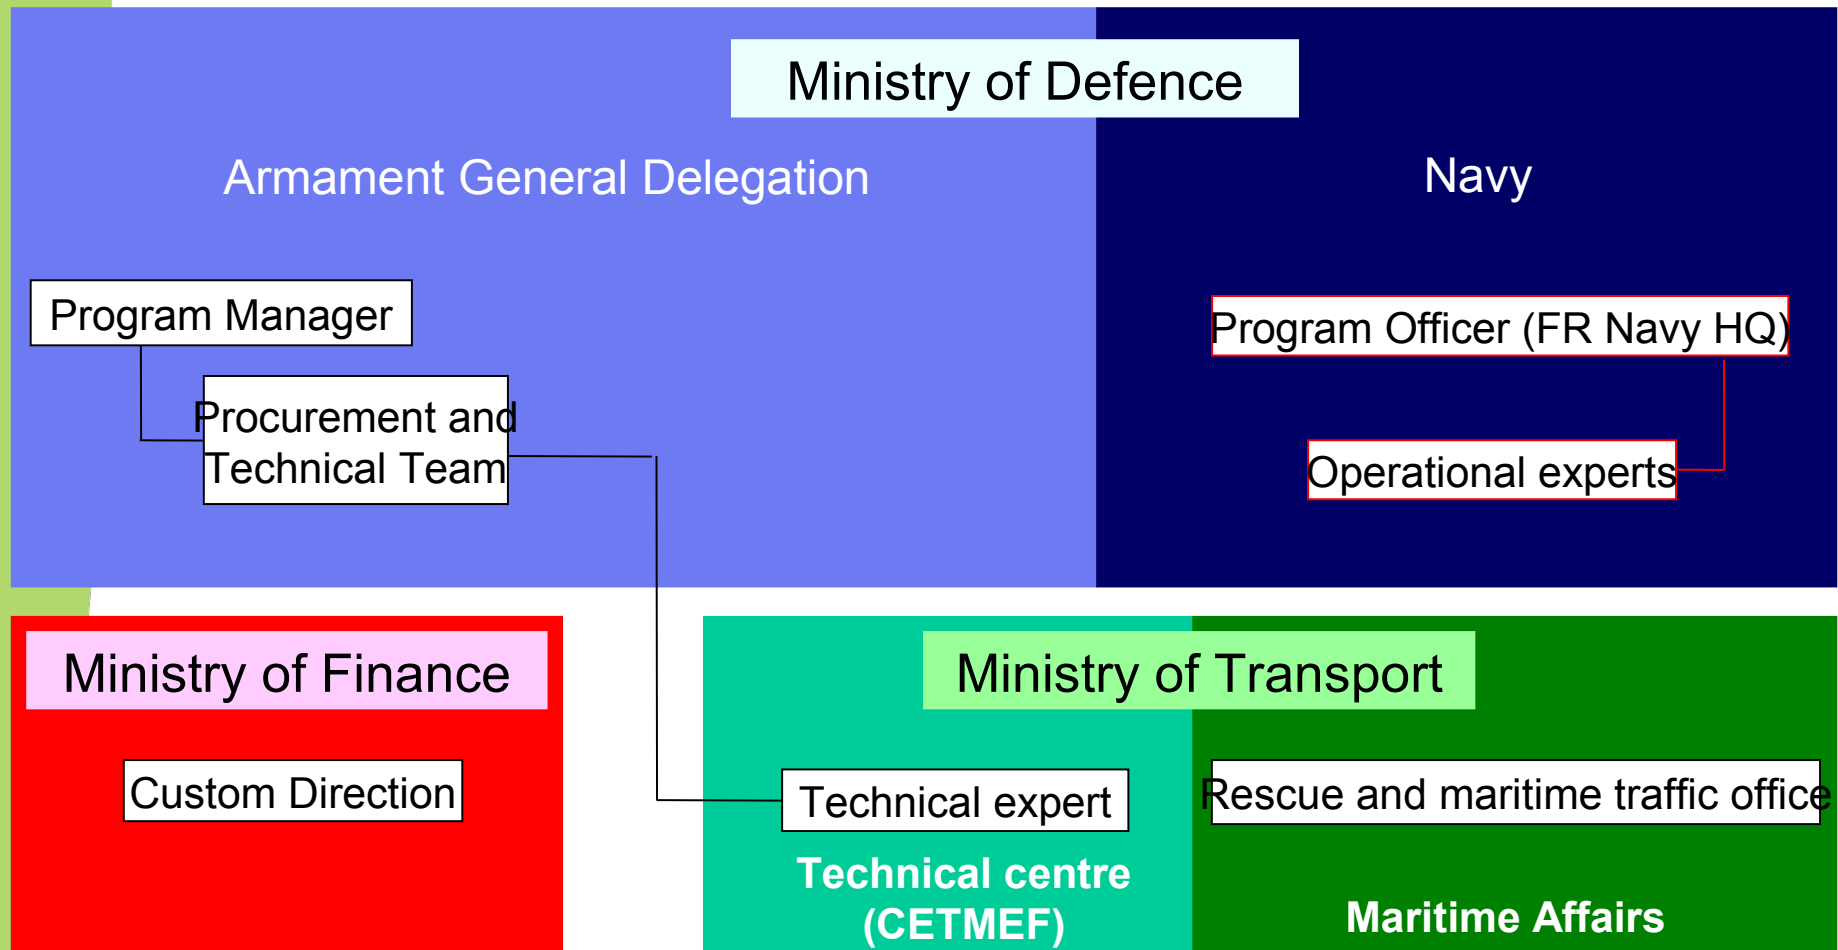 Ministry of Defence
Armament General Delegation
Navy
Program Manager
Program Officer (FR Navy HQ)
Procurement and
Technical Team
Operational experts
Ministry of Finance
Ministry of Transport
Custom Direction
Technical expert
Rescue and maritime traffic office
Technical centre
(CETMEF)
Maritime Affairs